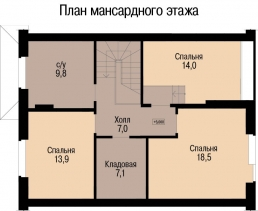 План мансардного этажа
с/у
9,8
Спальня
14,0
Холл
7,0
Спальня
13,9
Кладовая
7,1
Спальня
18,5